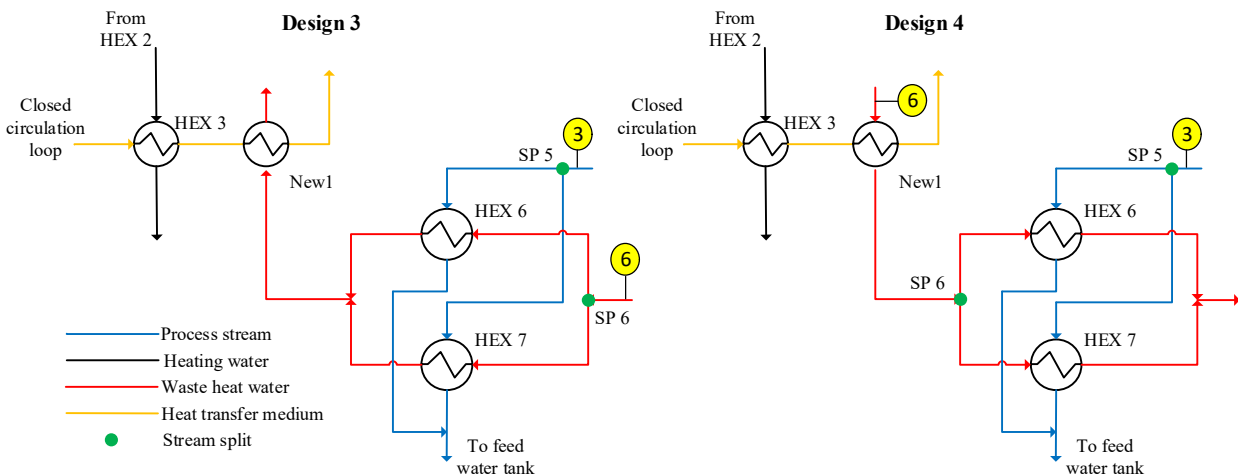 From
HEX 2
Design 3
Closed
circulation
loop
HEX 3
New1
3
SP 5
HEX 6
6
SP 6
HEX 7
To feed
water tank
Process stream
Heating water
Waste heat water
Heat transfer medium
Stream split
From
HEX 2
Design 4
6
Closed
circulation
loop
HEX 3
New1
3
SP 5
HEX 6
SP 6
HEX 7
To feed
water tank